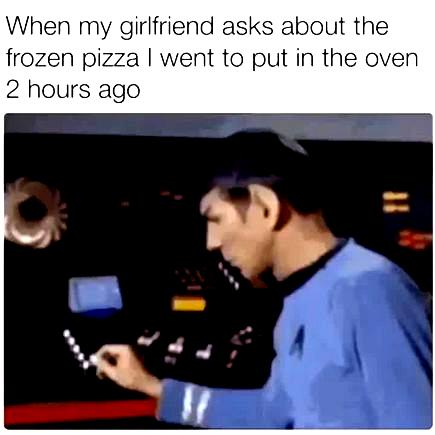 When my girlfriend asks about the
frozen pizza I went to put in the oven
2 hours ago